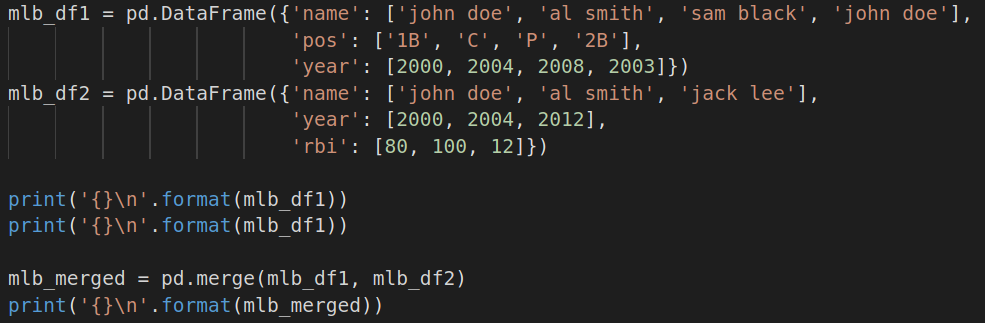 mlb_df1 = pd.DataFrame({'name': ['john doe', 'al smith', 'sam black', 'john doe'],
                        'pos': ['1B', 'C', 'P', '2B'],
                        'year': [2000, 2004, 2008, 2003]})
mlb_df2 = pd.DataFrame({'name': ['john doe', 'al smith', 'jack lee'],
                        'year': [2000, 2004, 2012],
                        'rbi': [80, 100, 12]})

print('{}\n'.format(mlb_df1))
print('{}\n'.format(mlb_df1))

mlb_merged = pd.merge(mlb_df1, mlb_df2)
print('{}\n'.format(mlb_merged))